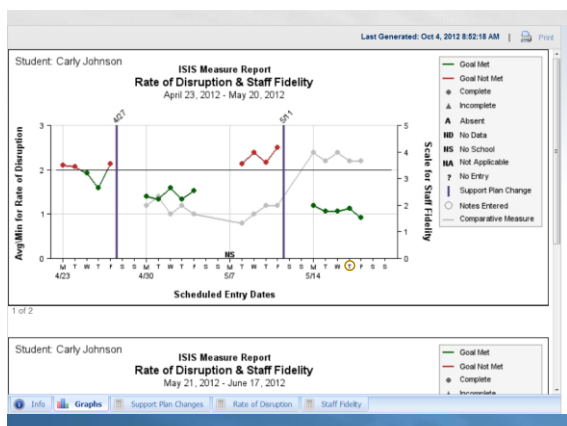 Last Generated: Oct 4, 2012 8:52:18 AM | Print
Student: Carly Johnson
ISIS Measure Report
Rate of Disruption & Staff Fidelity
April 23, 2012 - May 20, 2012
Goal Met
Goal Not Met
Complete
Incomplete
A Absent
ND No Data
NS No School
NA Not Applicable
? No Entry
Support Plan Change
Notes Entered
Comparative Measure
4/27
5/11
Avg\Min for Rate of Disruption
3
2
1
0
5
4
3
2
1
0
Scale for Staff Fidelity
NS
M T W T F S S M T W T F S S M T W T F S S M T W T F S S
4/23 4/30 5/7 5/14
Scheduled Entry Dates
1 of 2
Student: Carly Johnson
ISIS Measure Report
Rate of Disruption & Staff Fidelity
May 21, 2012 - June 17, 2012
Goal Met
Goal Not Met
Complete
Incomplete
Info Graphs Support Plan Changes Rate of Disruption Staff Fidelity